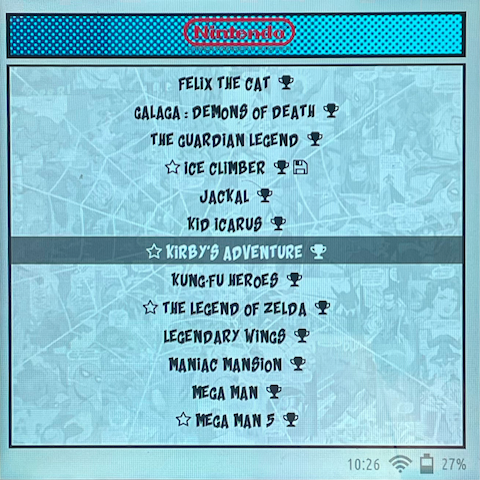 Nintendo
FELIX THE CAT
GALAGA : DEMONS OF DEATH
THE GUARDIAN LEGEND
ICE CLIMBER
JACKAL
KID ICARUS
KIRBY'S ADVENTURE
KUNG-FU HEROES
THE LEGEND OF ZELDA
LEGENDARY WINGS
MANIAC MANSION
MEGA MAN
MEGA MAN 5
10:26 27%